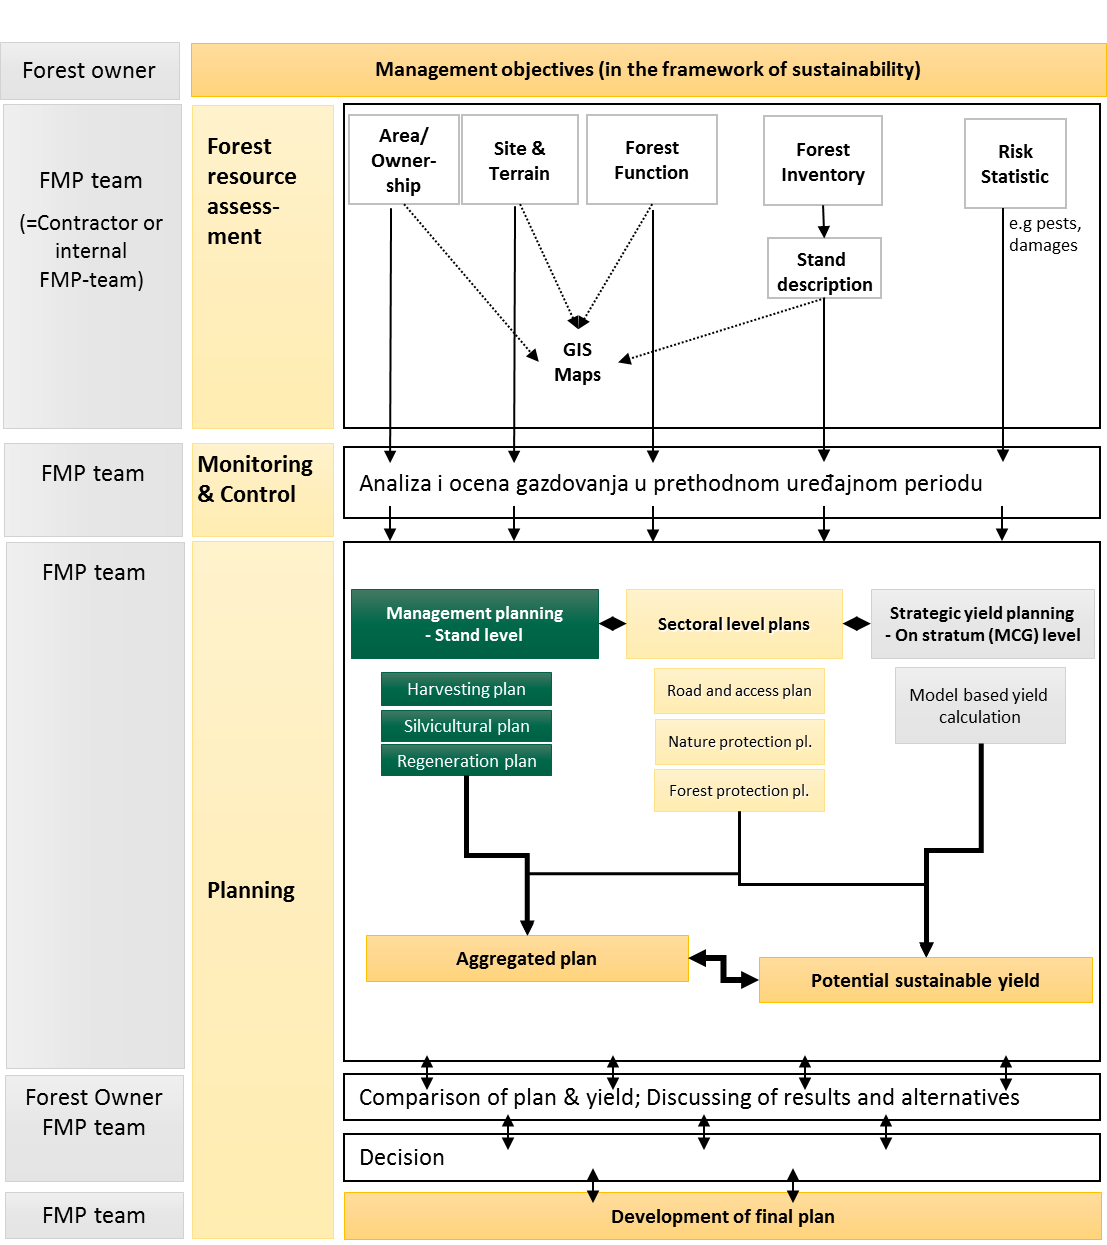 Forest owner
Management objectives (in the framework of sustainability)
FMP team
(=Contractor or
internal
FMP-team)
Forest
resource
assess-
ment
Area/
Owner-
ship
Site &
Terrain
Forest
Function
Forest
Inventory
Risk
Statistic
e.g pests,
damages
Stand
description
GIS
Maps
FMP team
Monitoring
& Control
Analiza i ocena gazdovanja u prethodnom uređajnom periodu
FMP team
Planning
Management planning
- Stand level
Sectoral level plans
Strategic yield planning
- On stratum (MCG) level
Harvesting plan
Silvicultural plan
Regeneration plan
Road and access plan
Nature protection pl.
Forest protection pl.
Model based yield
calculation
Aggregated plan
Potential sustainable yield
Forest Owner
FMP team
Comparison of plan & yield; Discussing of results and alternatives
Decision
FMP team
Development of final plan